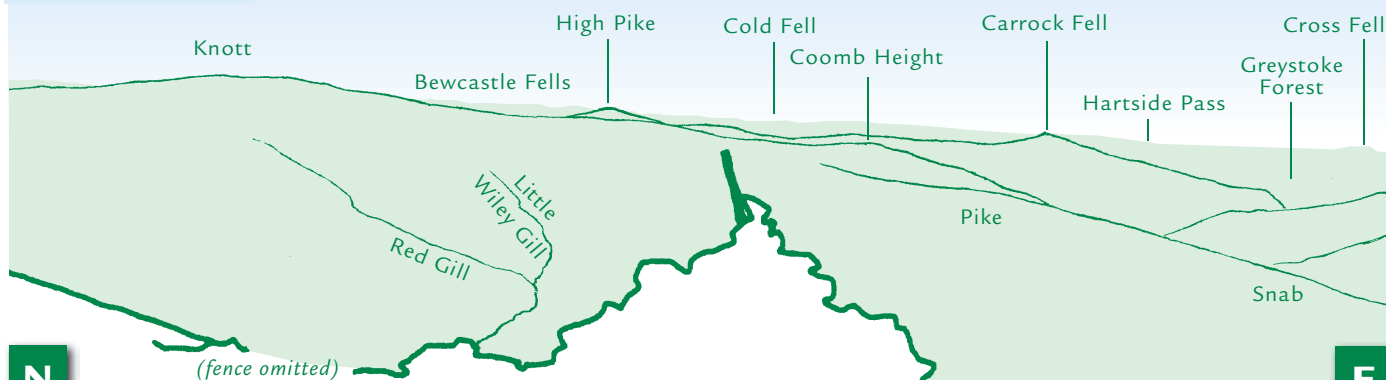 High Pike
Cold Fell
Carrock Fell
Cross Fell
Knott
Coomb Height
Greystoke
Forest
Bewcastle Fells
Hartside Pass
Little
Wiley Gill
Pike
Red Gill
Snab
(fence omitted)
N
E